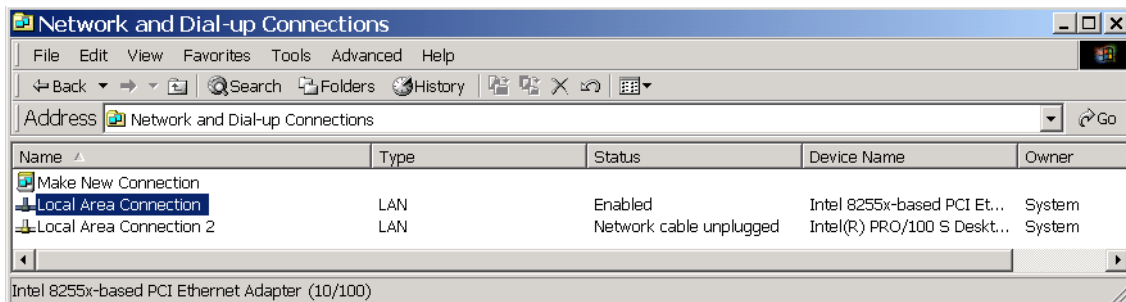 Network and Dial-up Connections
File Edit View Favorites Tools Advanced Help
Back Search Folders History
Address Network and Dial-up Connections Go
Name Type Status Device Name Owner
Make New Connection
Local Area Connection LAN Enabled Intel 8255x-based PCI Et... System
Local Area Connection 2 LAN Network cable unplugged Intel(R) PRO/100 S Deskt... System
Intel 8255x-based PCI Ethernet Adapter (10/100)